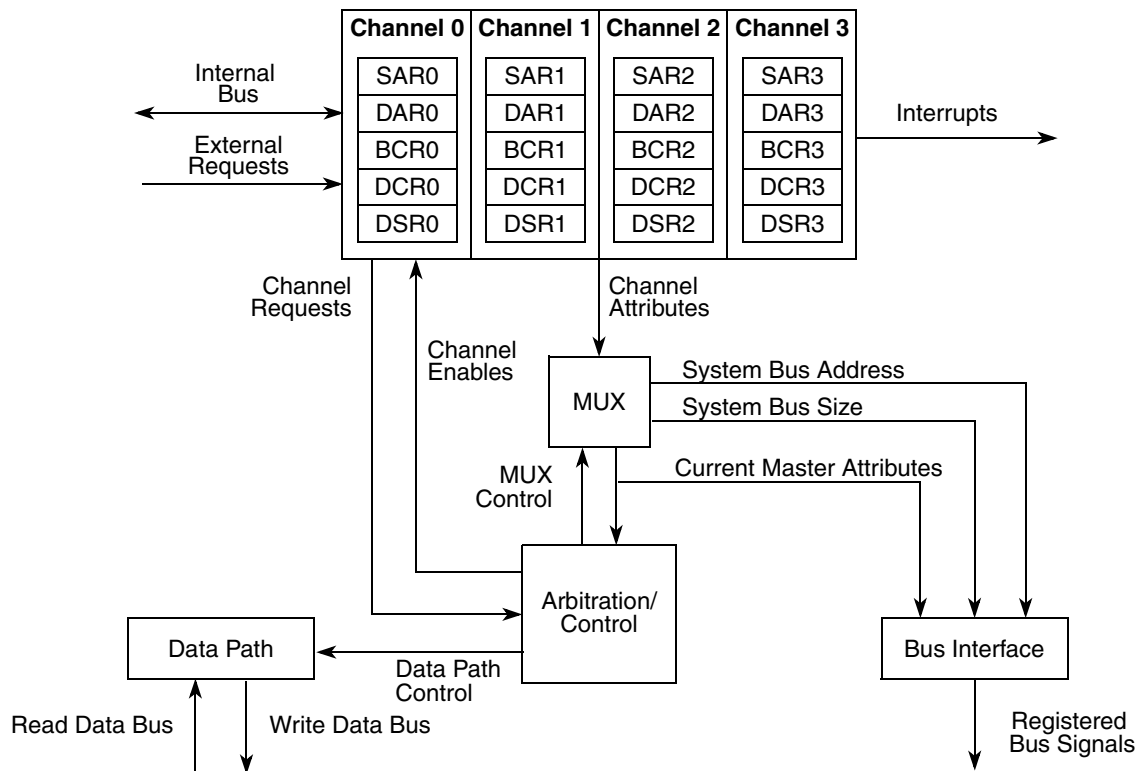 Channel 0 Channel 1 Channel 2 Channel 3
SAR0 SAR1 SAR2 SAR3
DAR0 DAR1 DAR2 DAR3
BCR0 BCR1 BCR2 BCR3
DCR0 DCR1 DCR2 DCR3
DSR0 DSR1 DSR2 DSR3
Internal
Bus
External
Requests
Interrupts
Channel
Requests
Channel
Enables
Channel
Attributes
MUX
System Bus Address
System Bus Size
Current Master Attributes
MUX
Control
Arbitration/
Control
Data Path
Data Path
Control
Bus Interface
Read Data Bus
Write Data Bus
Registered
Bus Signals